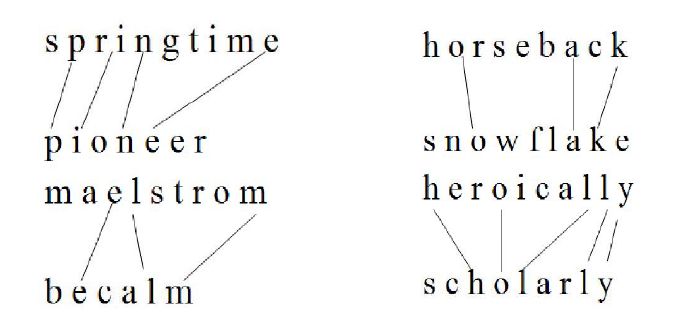 springtime
pioneer
maelstrom
becalm
horseback
snowflake
heroically
scholarly